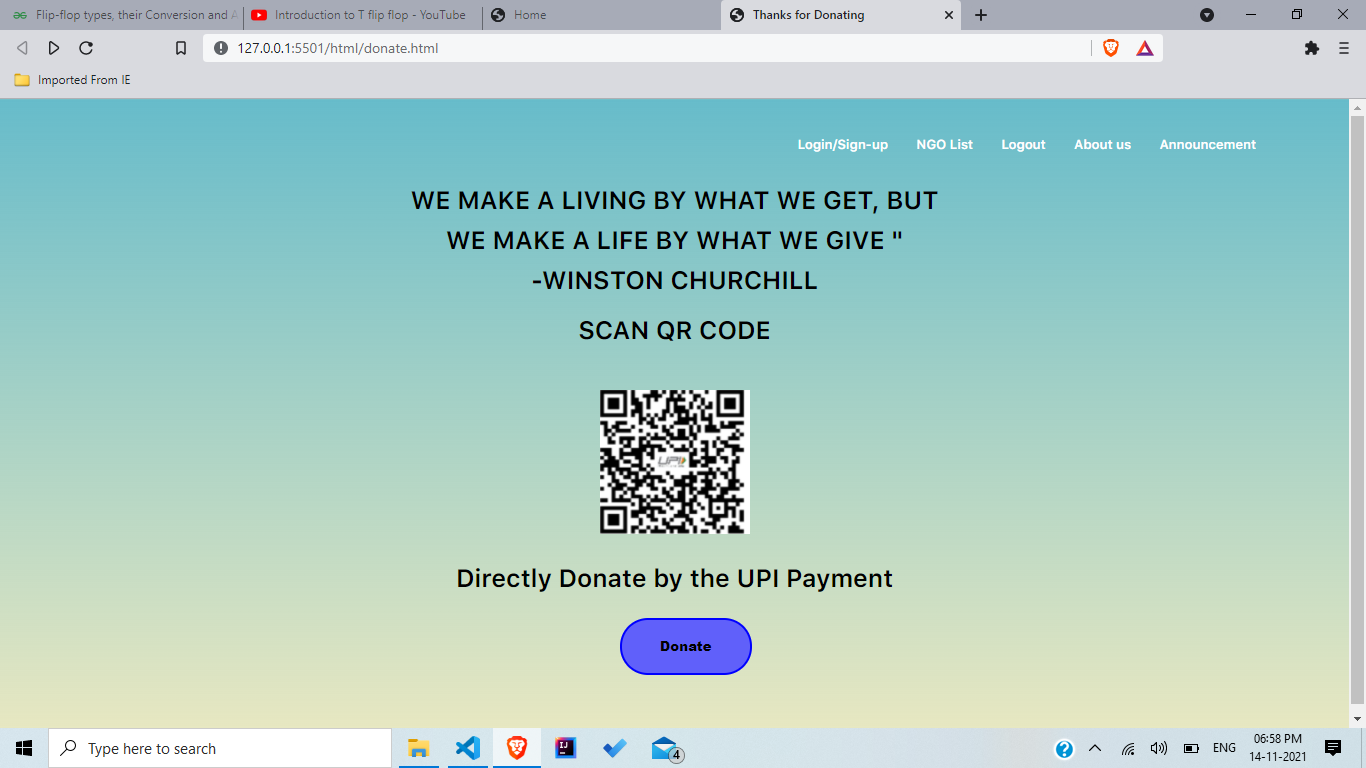 Flip-flop types, their Conversion and A
Introduction to T flip flop - YouTube
Home
Thanks for Donating
127.0.0.1:5501/html/donate.html
Imported From IE
Login/Sign-up NGO List Logout About us Announcement
WE MAKE A LIVING BY WHAT WE GET, BUT
WE MAKE A LIFE BY WHAT WE GIVE "
-WINSTON CHURCHILL
SCAN QR CODE
UPI
Directly Donate by the UPI Payment
Donate
Type here to search
IJ
4
ENG
06:58 PM
14-11-2021